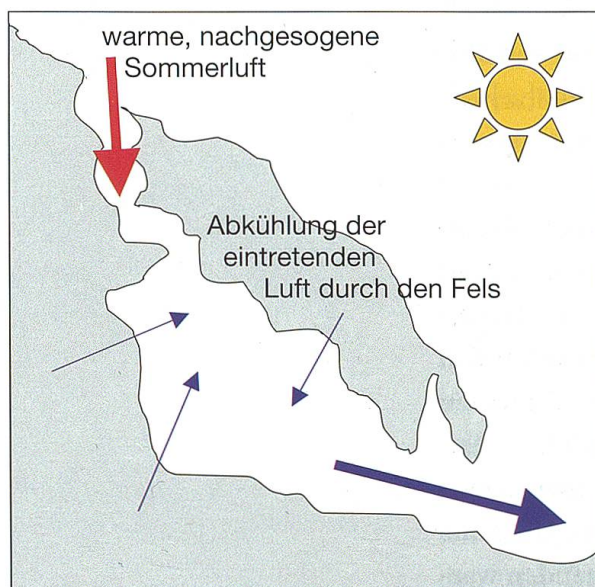 warme, nachgesogene
Sommerluft
Abkühlung der
eintretenden
Luft durch den Fels